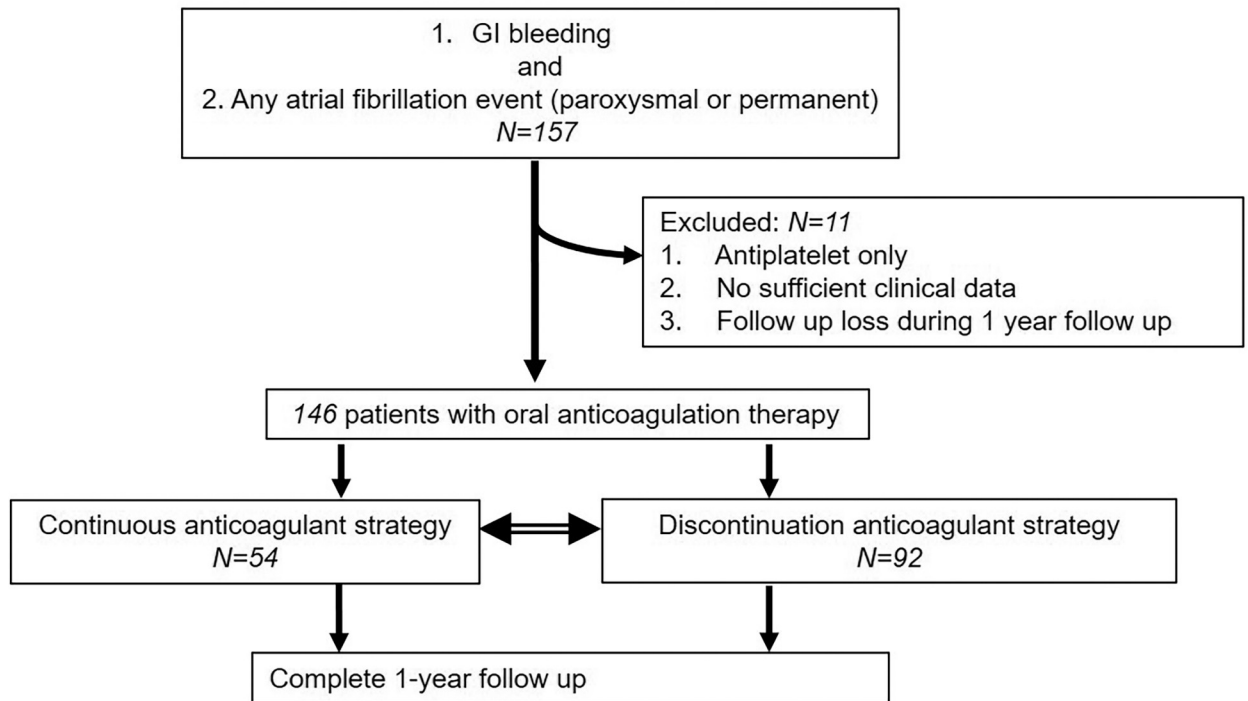 1. GI bleeding
and
2. Any atrial fibrillation event (paroxysmal or permanent)
N=157
Excluded: N=11
1. Antiplatelet only
2. No sufficient clinical data
3. Follow up loss during 1 year follow up
146 patients with oral anticoagulation therapy
Continuous anticoagulant strategy
N=54
Discontinuation anticoagulant strategy
N=92
Complete 1-year follow up